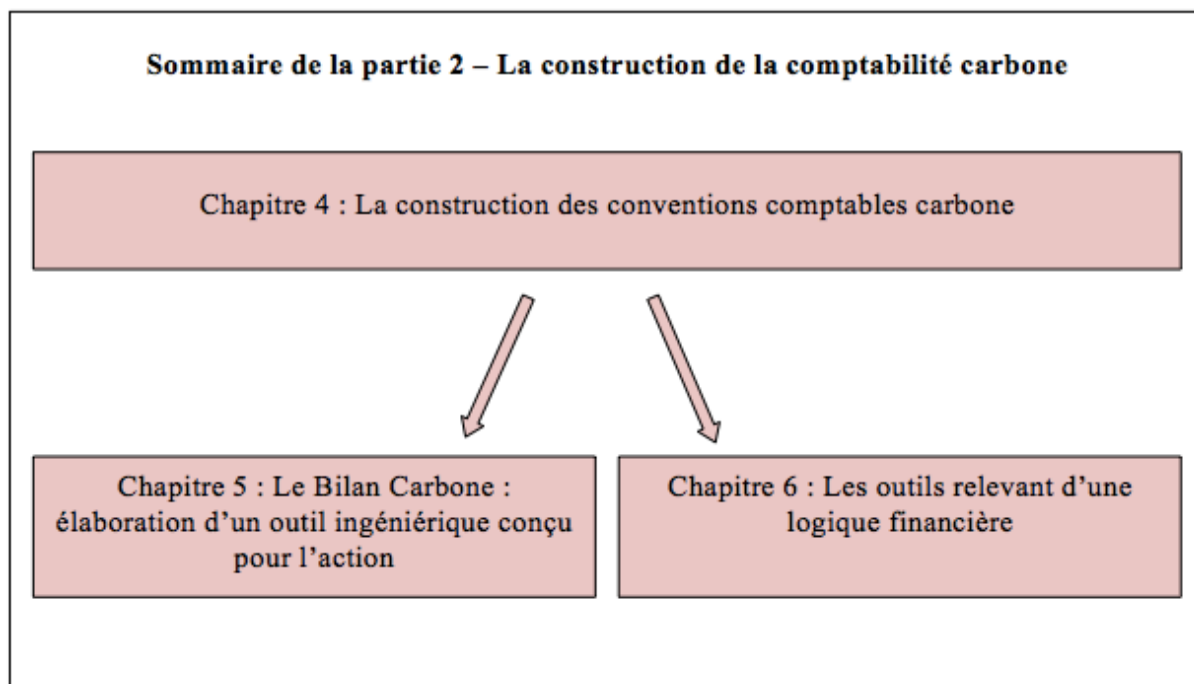 Sommaire de la partie 2 – La construction de la comptabilité carbone
Chapitre 4 : La construction des conventions comptables carbone
Chapitre 5 : Le Bilan Carbone :
élaboration d’un outil ingéniérique conçu
pour l’action
Chapitre 6 : Les outils relevant d’une
logique financière